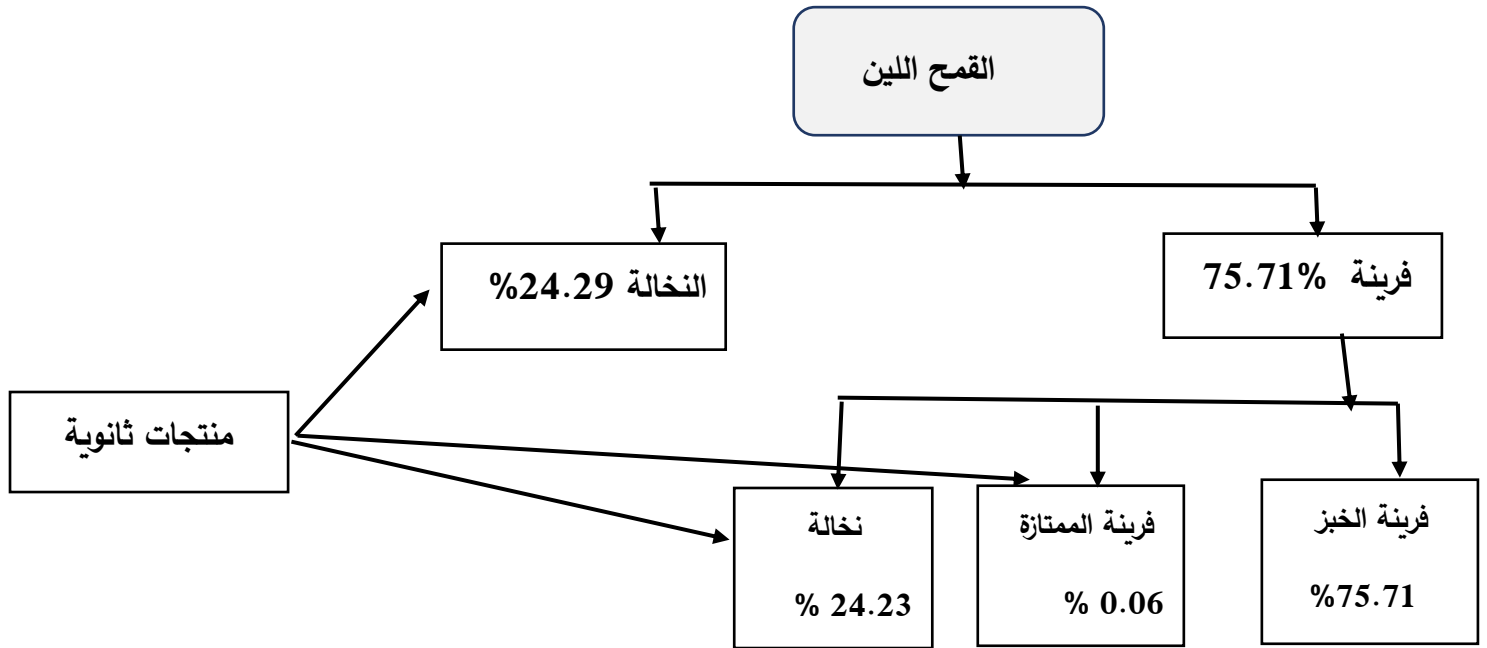 القمح اللين
فرينة 75.71%
النخالة 24.29%
منتجات ثانوية
فرينة الخبز
75.71%
فرينة الممتازة
0.06 %
نخالة
24.23 %